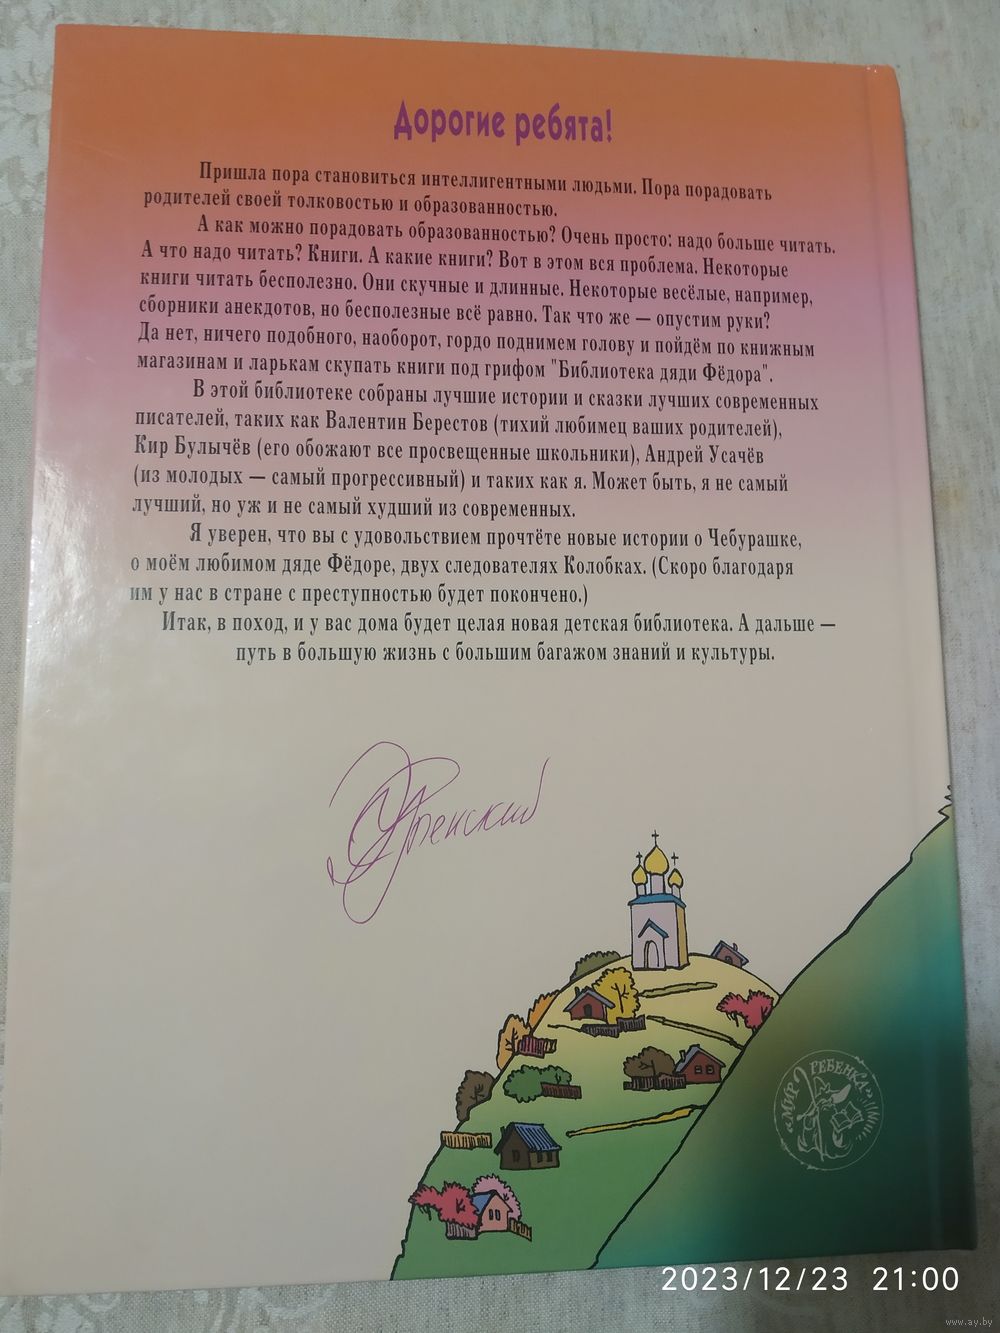 Дорогие ребята!
Пришла пора становиться интеллигентными людьми. Пора порадовать
родителей своей толковостью и образованностью.
А как можно порадовать образованностью? Очень просто: надо больше читать.
А что надо читать? Книги. А какие книги? Вот в этом вся проблема. Некоторые
книги читать бесполезно. Они скучные и длинные. Некоторые весёлые, например,
сборники анекдотов, но бесполезные всё равно. Так что же — опустим руки?
Да нет, ничего подобного, наоборот, гордо поднимем голову и пойдём по книжным
магазинам и ларькам скупать книги под грифом "Библиотека дяди Фёдора".
В этой библиотеке собраны лучшие истории и сказки лучших современных
писателей, таких как Валентин Берестов (тихий любимец ваших родителей),
Кир Булычёв (его обожают все просвещенные школьники), Андрей Усачёв
(из молодых — самый прогрессивный) и таких как я. Может быть, я не самый
лучший, но уж и не самый худший из современных.
Я уверен, что вы с удовольствием прочтёте новые истории о Чебурашке,
о моём любимом дяде Фёдоре, двух следователях Колобках. (Скоро благодаря
им у нас в стране с преступностью будет покончено.)
Итак, в поход, и у вас дома будет целая новая детская библиотека. А дальше —
путь в большую жизнь с большим багажом знаний и культуры.
Успенский
«МИР РЕБЕНКА»
2023/12/23 21:00
www.ay.by